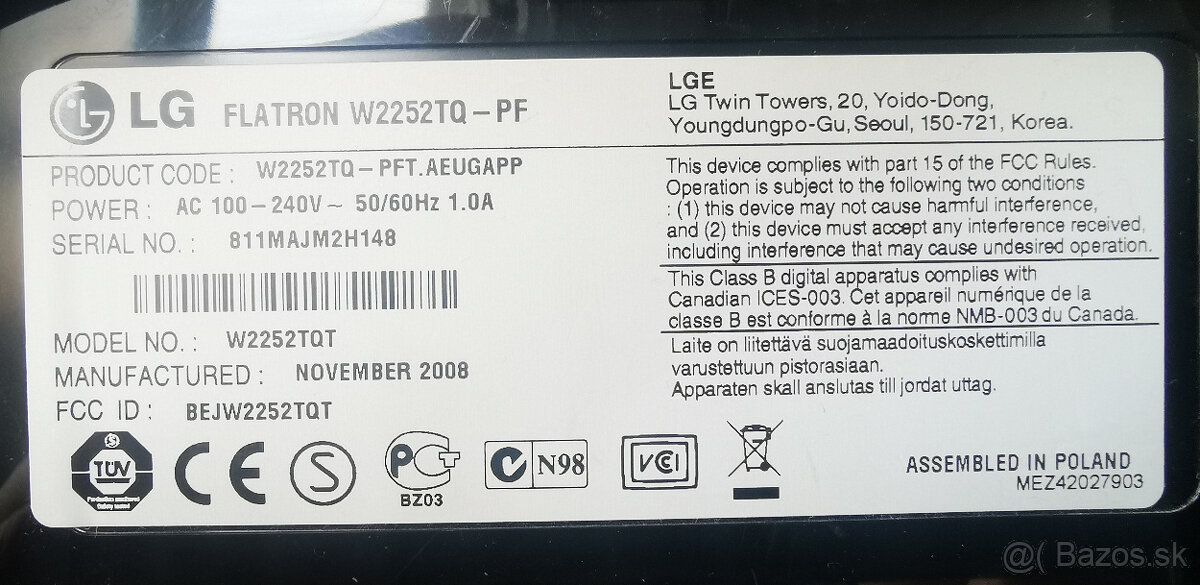 LG FLATRON W2252TQ-PF
PRODUCT CODE : W2252TQ-PFT.AEUGAPP
POWER : AC 100-240V~ 50/60Hz 1.0A
SERIAL NO. : 811MAJM2H148
MODEL NO. : W2252TQT
MANUFACTURED : NOVEMBER 2008
FCC ID : BEJW2252TQT
LGE
LG Twin Towers, 20, Yoido-Dong,
Youngdungpo-Gu, Seoul, 150-721, Korea.
This device complies with part 15 of the FCC Rules.
Operation is subject to the following two conditions
: (1) this device may not cause harmful interference,
and (2) this device must accept any interference received,
including interference that may cause undesired operation.
This Class B digital apparatus complies with
Canadian ICES-003. Cet appareil numérique de la
classe B est conforme à la norme NMB-003 du Canada.
Laite on liitettävä suojamaadoituskoskettimilla
varustettuun pistorasiaan.
Apparaten skall anslutas till jordat uttag.
S
TÜV
Production monitored
Safety tested
CE
S
PCT
BZ03
N98
VCCI
ASSEMBLED IN POLAND
MEZ42027903
@( Bazos.sk